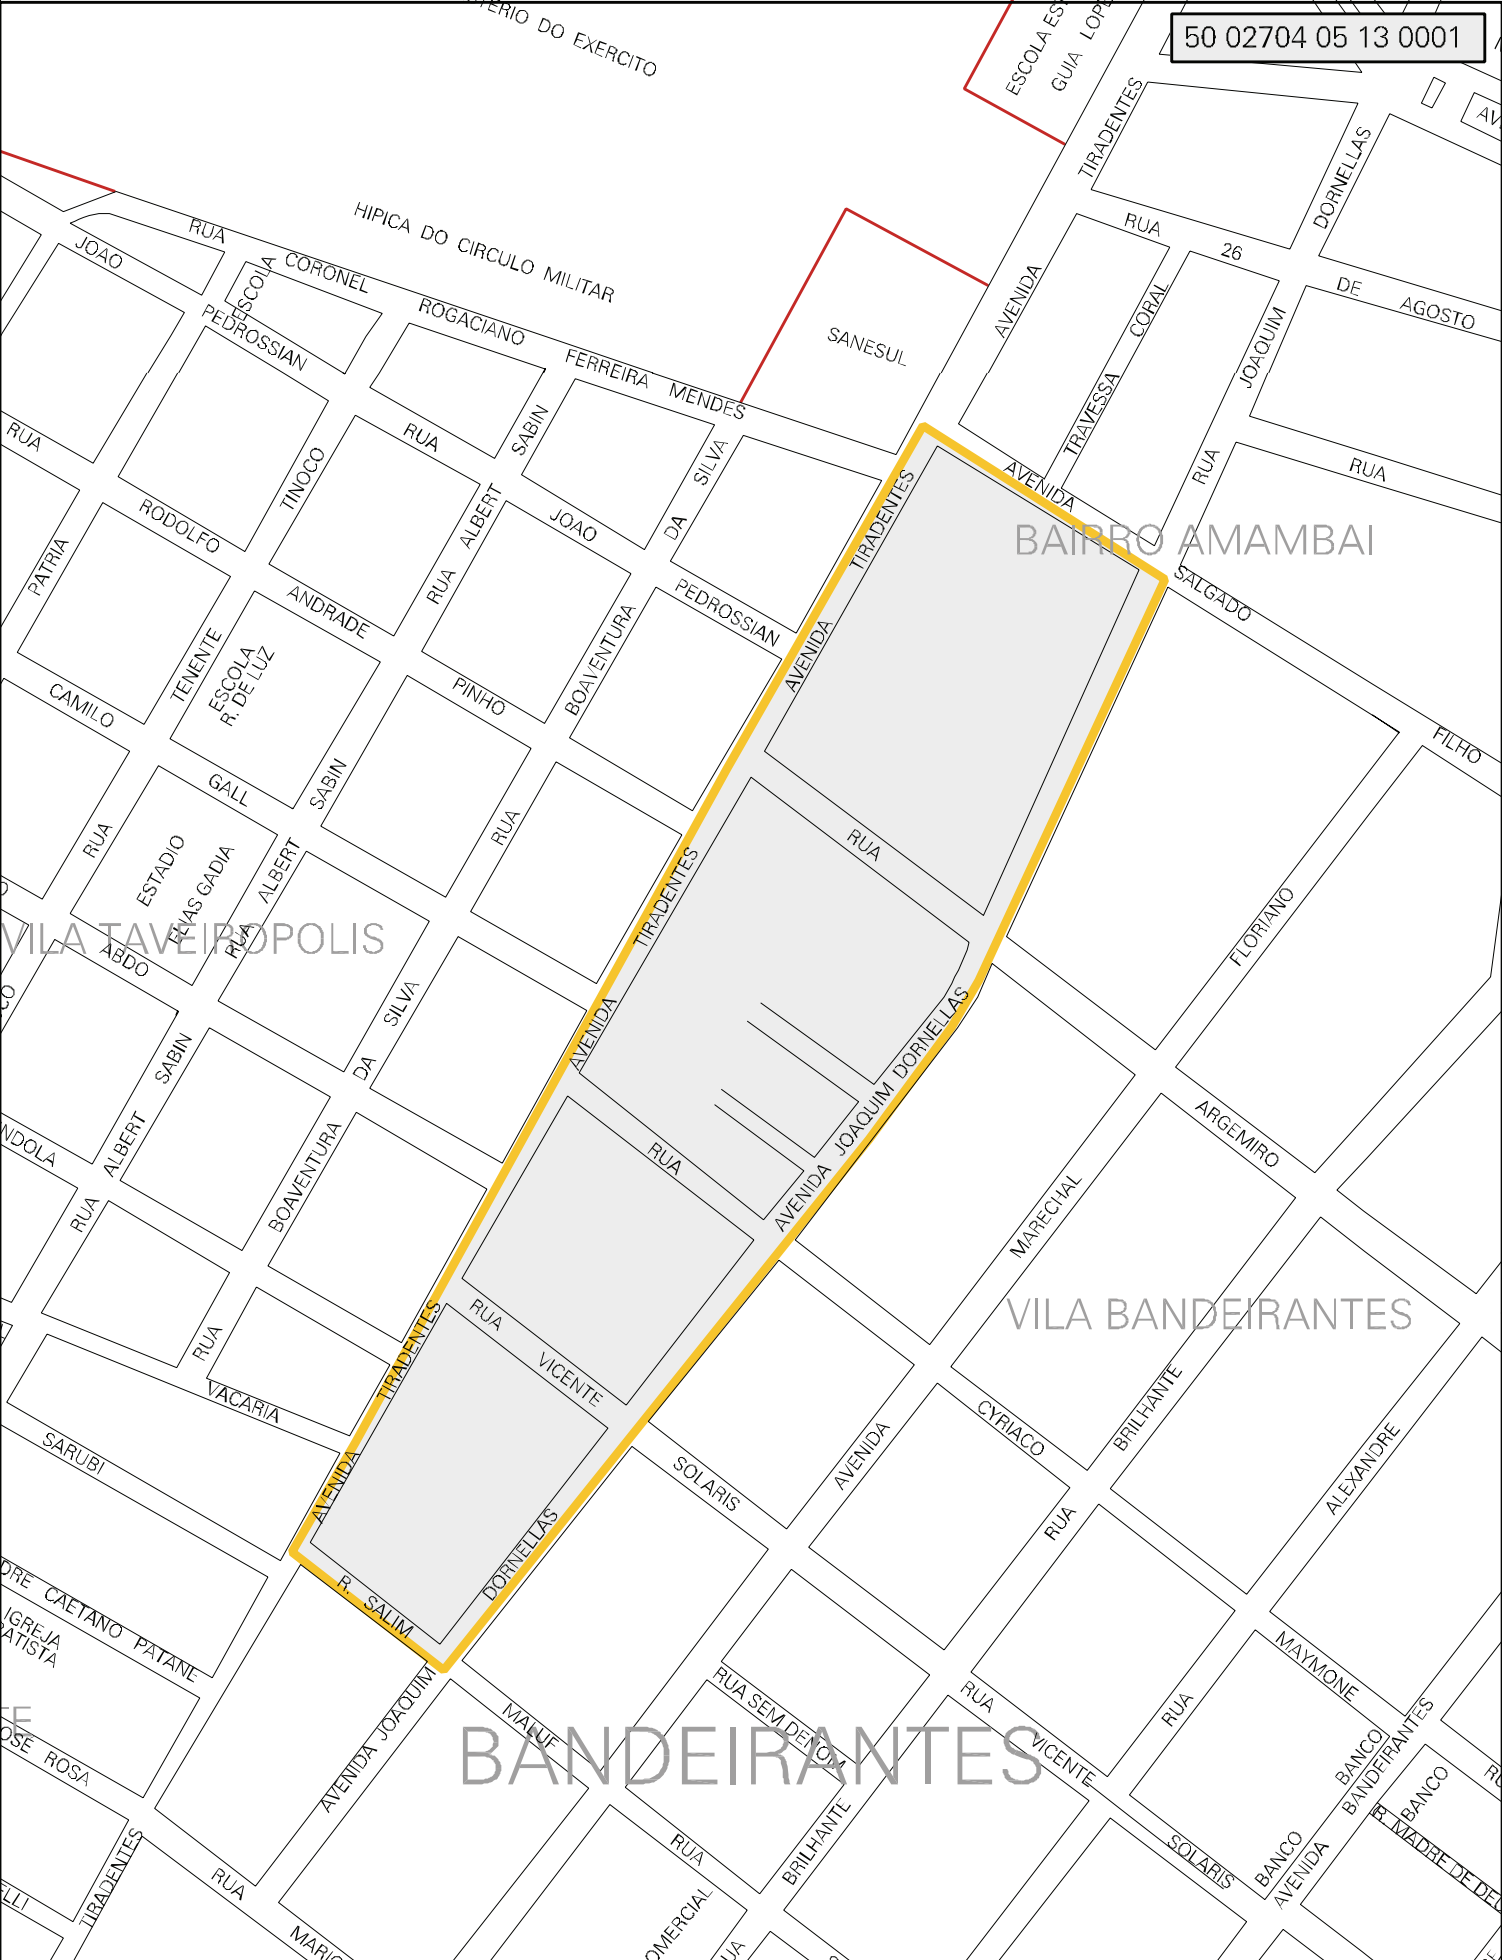 50 02704 05 13 0001
DO EXERCITO
GUIA
TIRADENTES
DORNELLAS
HIPICA DO CIRCULO MILITAR
RUA CORONEL ROGACIANO FERREIRA MENDES
RUA 26 DE AGOSTO
JOAO PEDROSSIAN
ESCOLA
SANESUL
AVENIDA
TRAVESSA CORAL
RUA JOAQUIM
RUA
RUA RODOLFO ANDRADE PINHO
RUA JOAO PEDROSSIAN
SABIN
RUA ALBERT
DA SILVA
TINOCO
AVENIDA TIRADENTES
AVENIDA SALGADO FILHO
BAIRRO AMAMBAI
PATRIA
TENENTE
ESCOLA
R. DE LUZ
BOAVENTURA
CAMILO
GALL
SABIN
RUA
RUA
RUA
ESTADIO
ELIAS GADIA
RUA ALBERT
AVENIDA TIRADENTES
FLORIANO
VILA TAVEIROPOLIS
ABDO
DA SILVA
SABIN
AVENIDA JOAQUIM DORNELLAS
ALBERT
RUA
RUA
BOAVENTURA
ARGEMIRO
MARECHAL
VILA BANDEIRANTES
RUA VICENTE
AVENIDA TIRADENTES
RUA
VACARIA
SARUBI
SOLARIS
AVENIDA
CYRIACO
BRILHANTE
RUA
ALEXANDRE
R. SALIM
DORNELLAS
CAETANO PATANE
IGREJA
MALUF
AVENIDA JOAQUIM
RUA SEM DENOM
RUA VICENTE
RUA
MAYMONE
BANDEIRANTES
ROSA
BANCO
BANDEIRANTES
BANCO
TIRADENTES
RUA
RUA
BRILHANTE
SOLARIS
BANCO
AVENIDA
R. MADRE DE